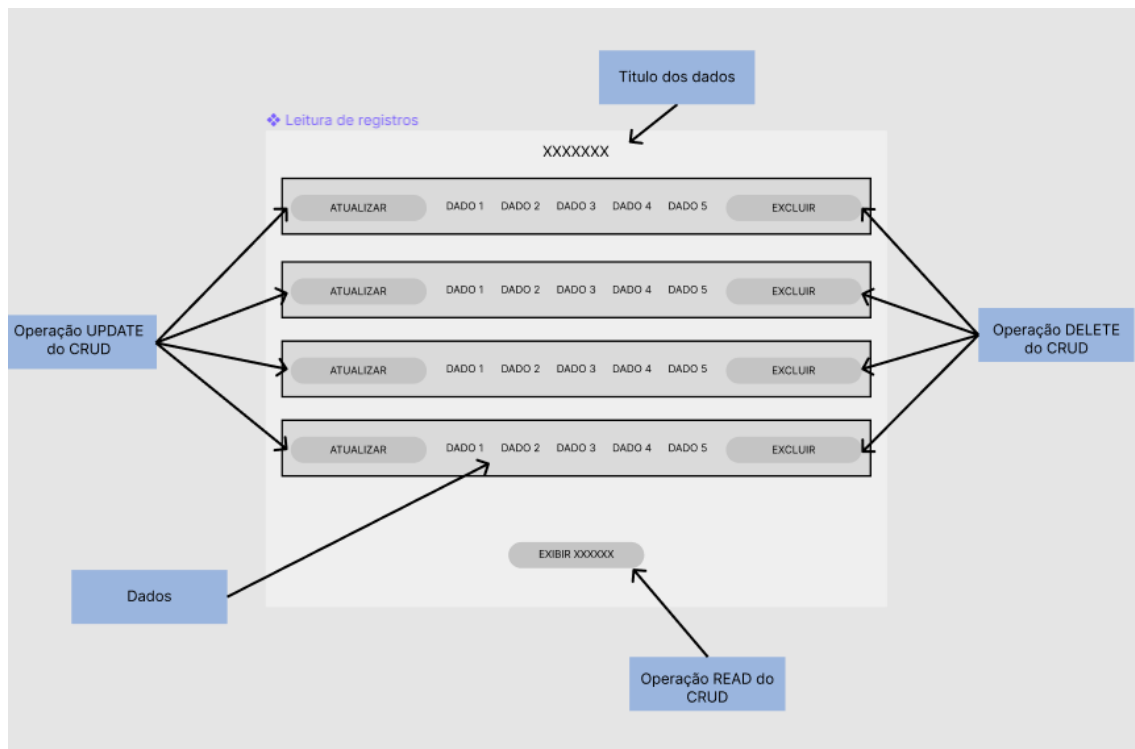 Titulo dos dados
Leitura de registros
XXXXXXX
ATUALIZAR DADO 1 DADO 2 DADO 3 DADO 4 DADO 5 EXCLUIR
ATUALIZAR DADO 1 DADO 2 DADO 3 DADO 4 DADO 5 EXCLUIR
Operação UPDATE
do CRUD
Operação DELETE
do CRUD
ATUALIZAR DADO 1 DADO 2 DADO 3 DADO 4 DADO 5 EXCLUIR
ATUALIZAR DADO 1 DADO 2 DADO 3 DADO 4 DADO 5 EXCLUIR
EXIBIR XXXXXX
Dados
Operação READ do
CRUD